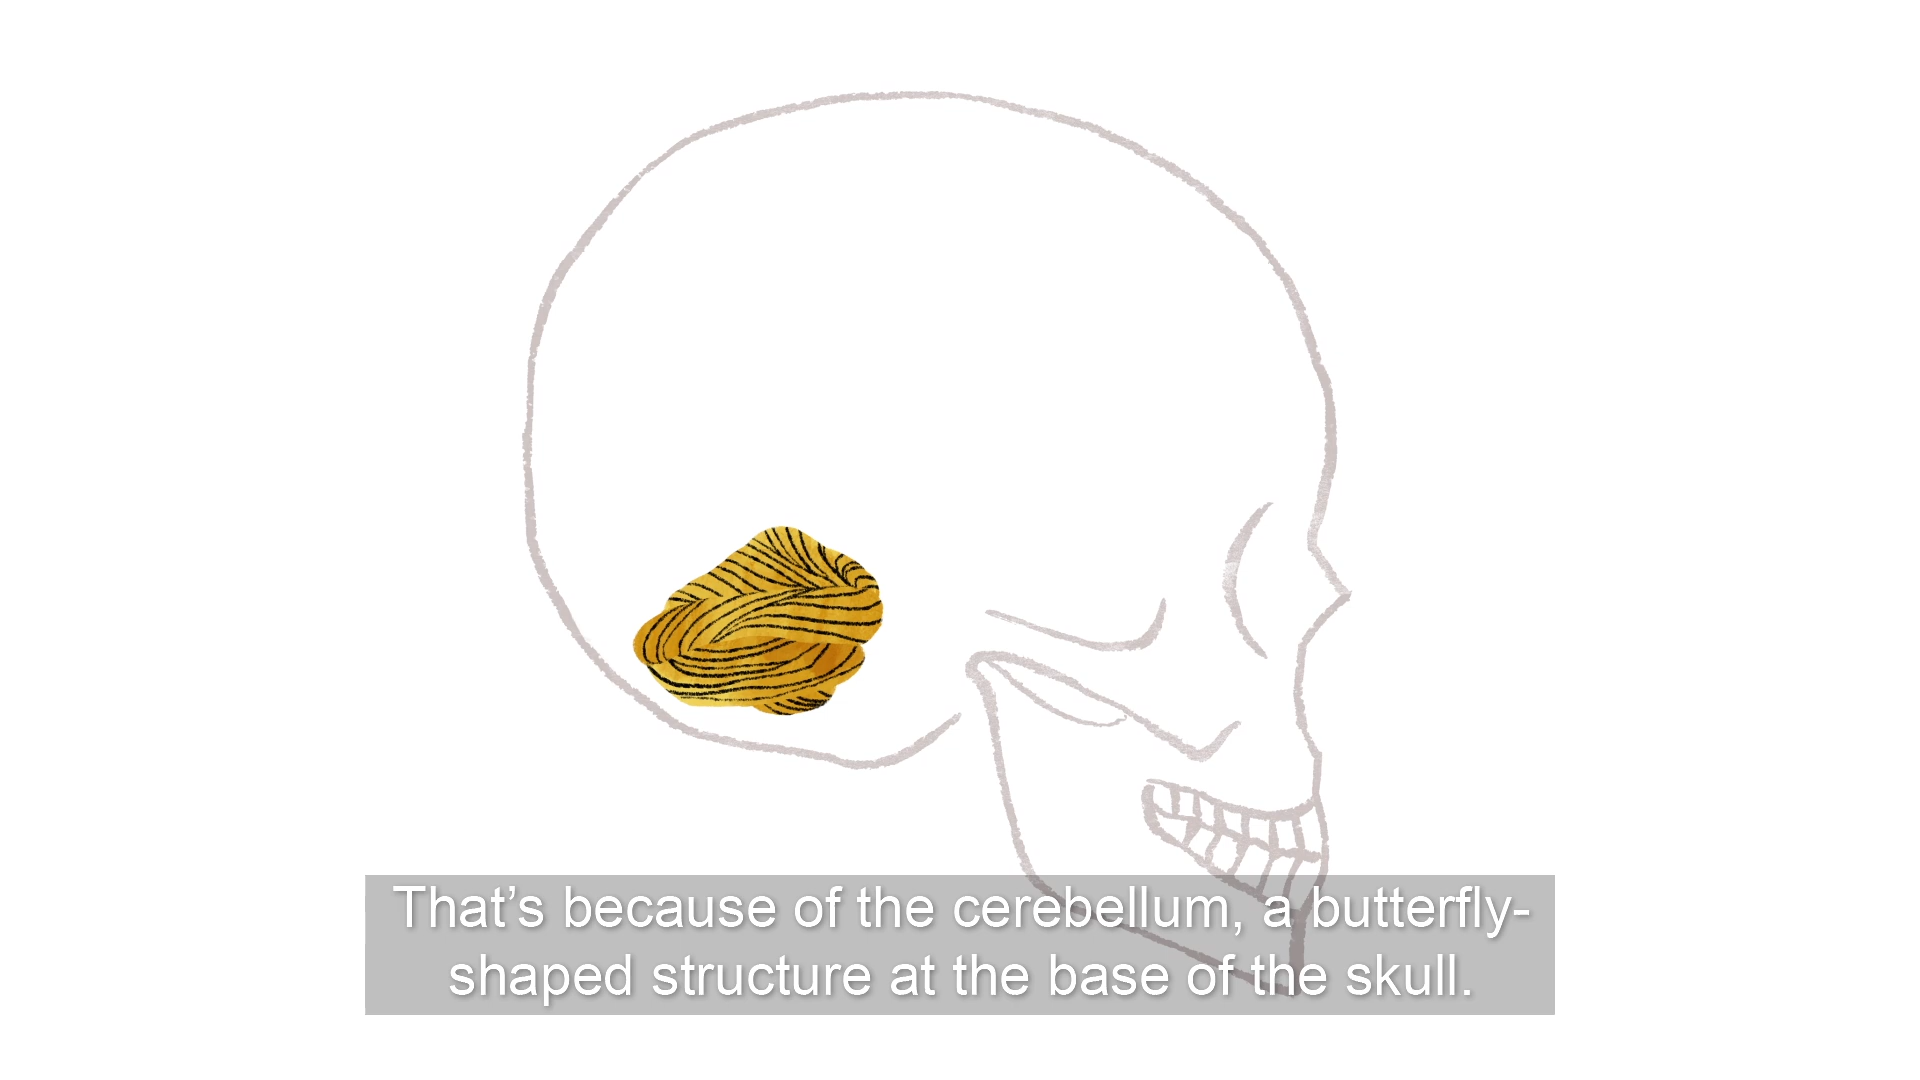 That’s because of the cerebellum, a butterfly-
shaped structure at the base of the skull.